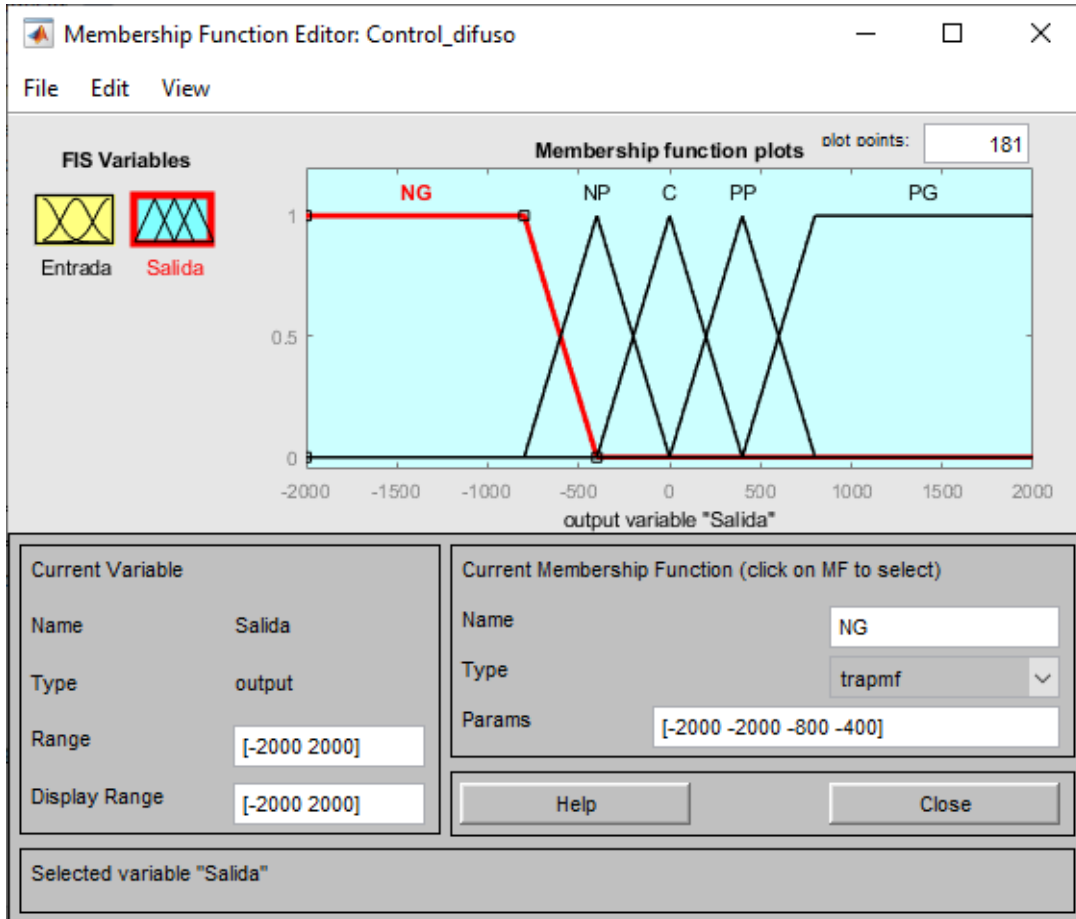 Membership Function Editor: Control_difuso
File Edit View
FIS Variables
Membership function plots
plot points:
181
Entrada
Salida
NG
NP
C
PP
PG
1
0.5
0
-2000
-1500
-1000
-500
0
500
1000
1500
2000
output variable "Salida"
Current Variable
Name Salida
Type output
Range [-2000 2000]
Display Range [-2000 2000]
Current Membership Function (click on MF to select)
Name NG
Type trapmf
Params [-2000 -2000 -800 -400]
Help
Close
Selected variable "Salida"